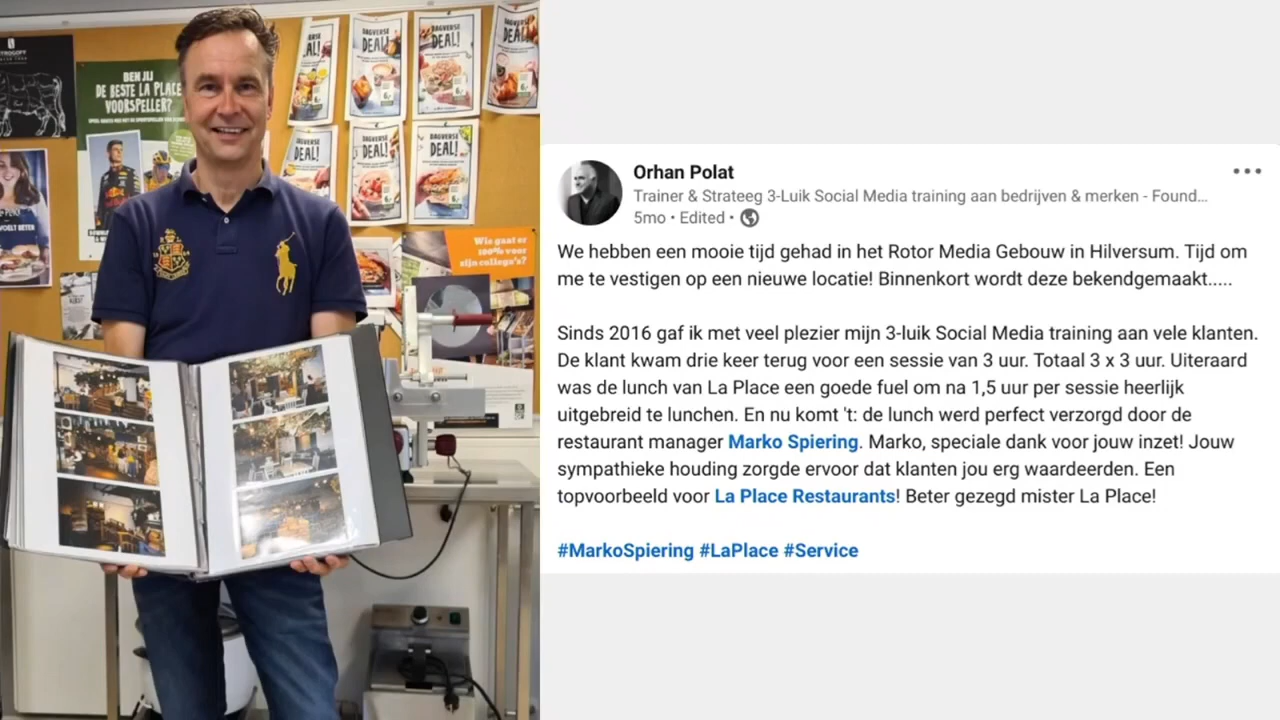 BEN JIJ
DE BESTE LA PLACE
VOORSPELLER?
DAGVERSE
DEAL!
DAGVERSE
DEAL!
DAGVERSE
DEAL!
DEAL!
DAGVERSE
DEAL!
DAGVERSE
DEAL!
Wie gaat er
100% voor
zijn collega's?
Orhan Polat
Trainer & Strateeg 3-Luik Social Media training aan bedrijven & merken - Found...
5mo • Edited •
We hebben een mooie tijd gehad in het Rotor Media Gebouw in Hilversum. Tijd om
me te vestigen op een nieuwe locatie! Binnenkort wordt deze bekendgemaakt.....
Sinds 2016 gaf ik met veel plezier mijn 3-luik Social Media training aan vele klanten.
De klant kwam drie keer terug voor een sessie van 3 uur. Totaal 3 x 3 uur. Uiteraard
was de lunch van La Place een goede fuel om na 1,5 uur per sessie heerlijk
uitgebreid te lunchen. En nu komt 't: de lunch werd perfect verzorgd door de
restaurant manager Marko Spiering. Marko, speciale dank voor jouw inzet! Jouw
sympathieke houding zorgde ervoor dat klanten jou erg waardeerden. Een
topvoorbeeld voor La Place Restaurants! Beter gezegd mister La Place!
#MarkoSpiering #LaPlace #Service